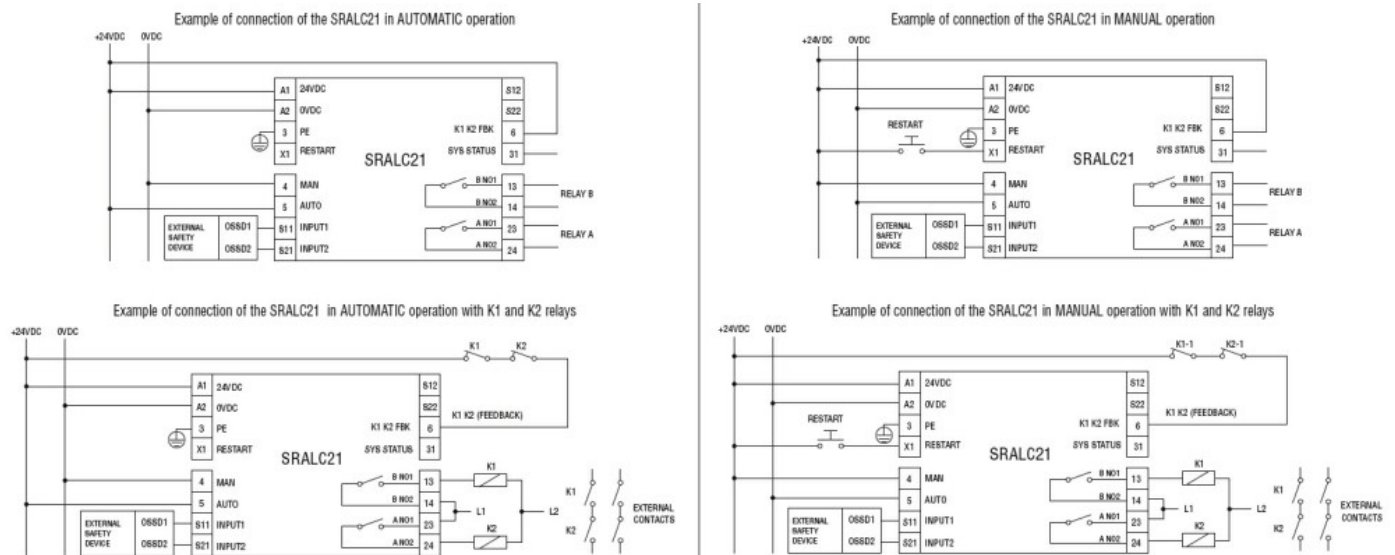 Example of connection of the SRALC21 in AUTOMATIC operation
+24VDC 0VDC
A1 24VDC S12
A2 0VDC S22
3 PE K1 K2 FBK 6
X1 RESTART SYS STATUS 31
SRALC21
4 MAN B NO1 13
RELAY B
5 AUTO B NO2 14
EXTERNAL SAFETY DEVICE
OSSD1 S11 INPUT1 A NO1 23
RELAY A
OSSD2 S21 INPUT2 A NO2 24
Example of connection of the SRALC21 in MANUAL operation
+24VDC 0VDC
A1 24VDC S12
A2 0VDC S22
RESTART
3 PE K1 K2 FBK 6
X1 RESTART SYS STATUS 31
SRALC21
4 MAN B NO1 13
RELAY B
5 AUTO B NO2 14
EXTERNAL SAFETY DEVICE
OSSD1 S11 INPUT1 A NO1 23
RELAY A
OSSD2 S21 INPUT2 A NO2 24
Example of connection of the SRALC21 in AUTOMATIC operation with K1 and K2 relays
+24VDC 0VDC
K1 K2
A1 24VDC S12
A2 0VDC S22
K1 K2 (FEEDBACK)
3 PE K1 K2 FBK 6
X1 RESTART SYS STATUS 31
SRALC21
4 MAN B NO1 13 K1
5 AUTO B NO2 14
L1 L2
EXTERNAL SAFETY DEVICE
OSSD1 S11 INPUT1 A NO1 23
OSSD2 S21 INPUT2 A NO2 24 K2
K1
K2
EXTERNAL CONTACTS
Example of connection of the SRALC21 in MANUAL operation with K1 and K2 relays
+24VDC 0VDC
K1-1 K2-1
A1 24VDC S12
A2 0VDC S22
K1 K2 (FEEDBACK)
RESTART
3 PE K1 K2 FBK 6
X1 RESTART SYS STATUS 31
SRALC21
4 MAN B NO1 13 K1
5 AUTO B NO2 14
L1 L2
EXTERNAL SAFETY DEVICE
OSSD1 S11 INPUT1 A NO1 23
OSSD2 S21 INPUT2 A NO2 24 K2
K1
K2
EXTERNAL CONTACTS